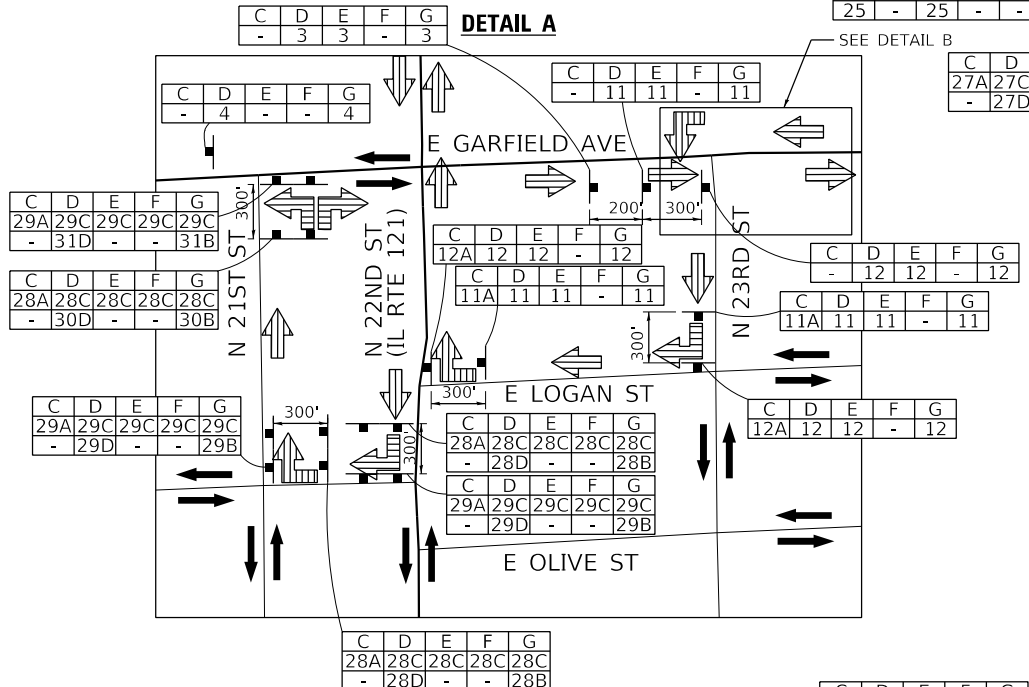 C D E F G
- 3 3 - 3
DETAIL A
25 - 25 - -
SEE DETAIL B
C D E F G
- 4 - - 4
C D E F G
- 11 11 - 11
C D
27A 27C
- 27D
E GARFIELD AVE
C D E F G
29A 29C 29C 29C 29C
- 31D - - 31B
300'
200'
300'
N 21ST ST
N 22ND ST
(IL RTE 121)
N 23RD ST
C D E F G
12A 12 12 - 12
C D E F G
- 12 12 - 12
C D E F G
28A 28C 28C 28C 28C
- 30D - - 30B
C D E F G
11A 11 11 - 11
C D E F G
11A 11 11 - 11
300'
300'
E LOGAN ST
C D E F G
29A 29C 29C 29C 29C
- 29D - - 29B
300'
300'
C D E F G
28A 28C 28C 28C 28C
- 28D - - 28B
C D E F G
12A 12 12 - 12
C D E F G
29A 29C 29C 29C 29C
- 29D - - 29B
E OLIVE ST
C D E F G
28A 28C 28C 28C 28C
- 28D - - 28B
C D E F G